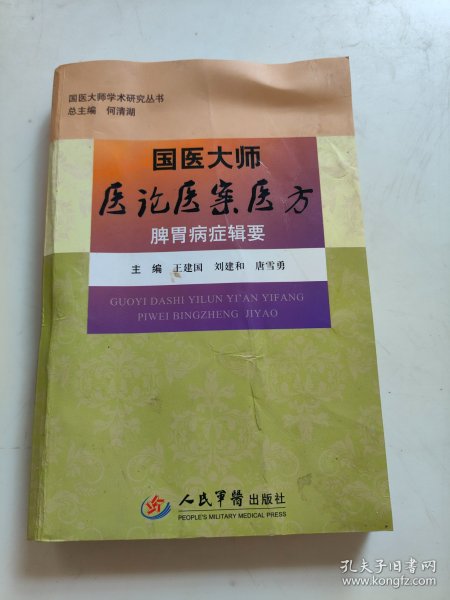 国医大师学术研究丛书
总主编 何清湖
国医大师
医论医案医方
脾胃病症辑要
主编 王建国 刘建和 唐雪勇
GUOYI DASHI YILUN YI'AN YIFANG
PIWEI BINGZHENG JIYAO
人民军醫出版社
PEOPLE'S MILITARY MEDICAL PRESS
孔夫子旧书网
www.kongfz.com